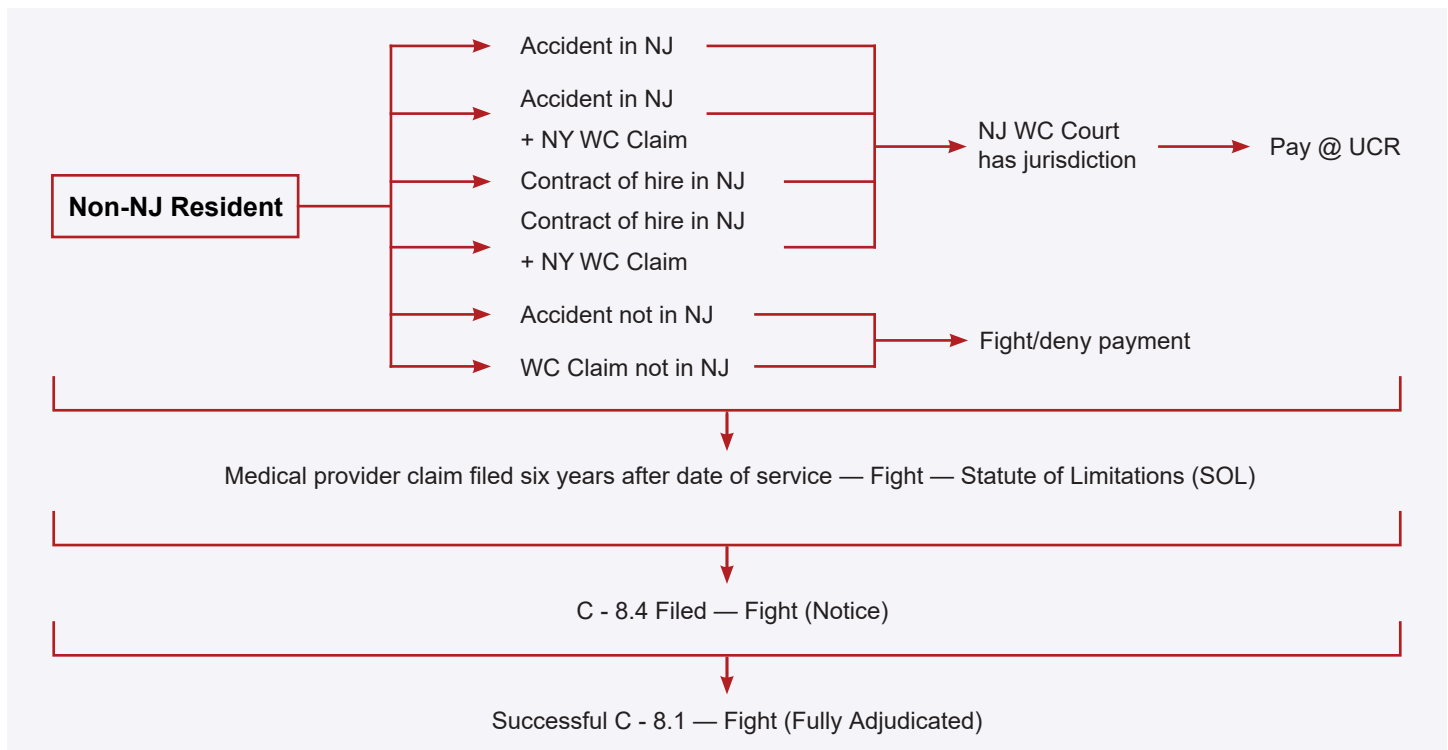 Non-NJ Resident
Accident in NJ
Accident in NJ
+ NY WC Claim
Contract of hire in NJ
Contract of hire in NJ
+ NY WC Claim
Accident not in NJ
WC Claim not in NJ
NJ WC Court
has jurisdiction
Pay @ UCR
Fight/deny payment
Medical provider claim filed six years after date of service — Fight — Statute of Limitations (SOL)
C - 8.4 Filed — Fight (Notice)
Successful C - 8.1 — Fight (Fully Adjudicated)